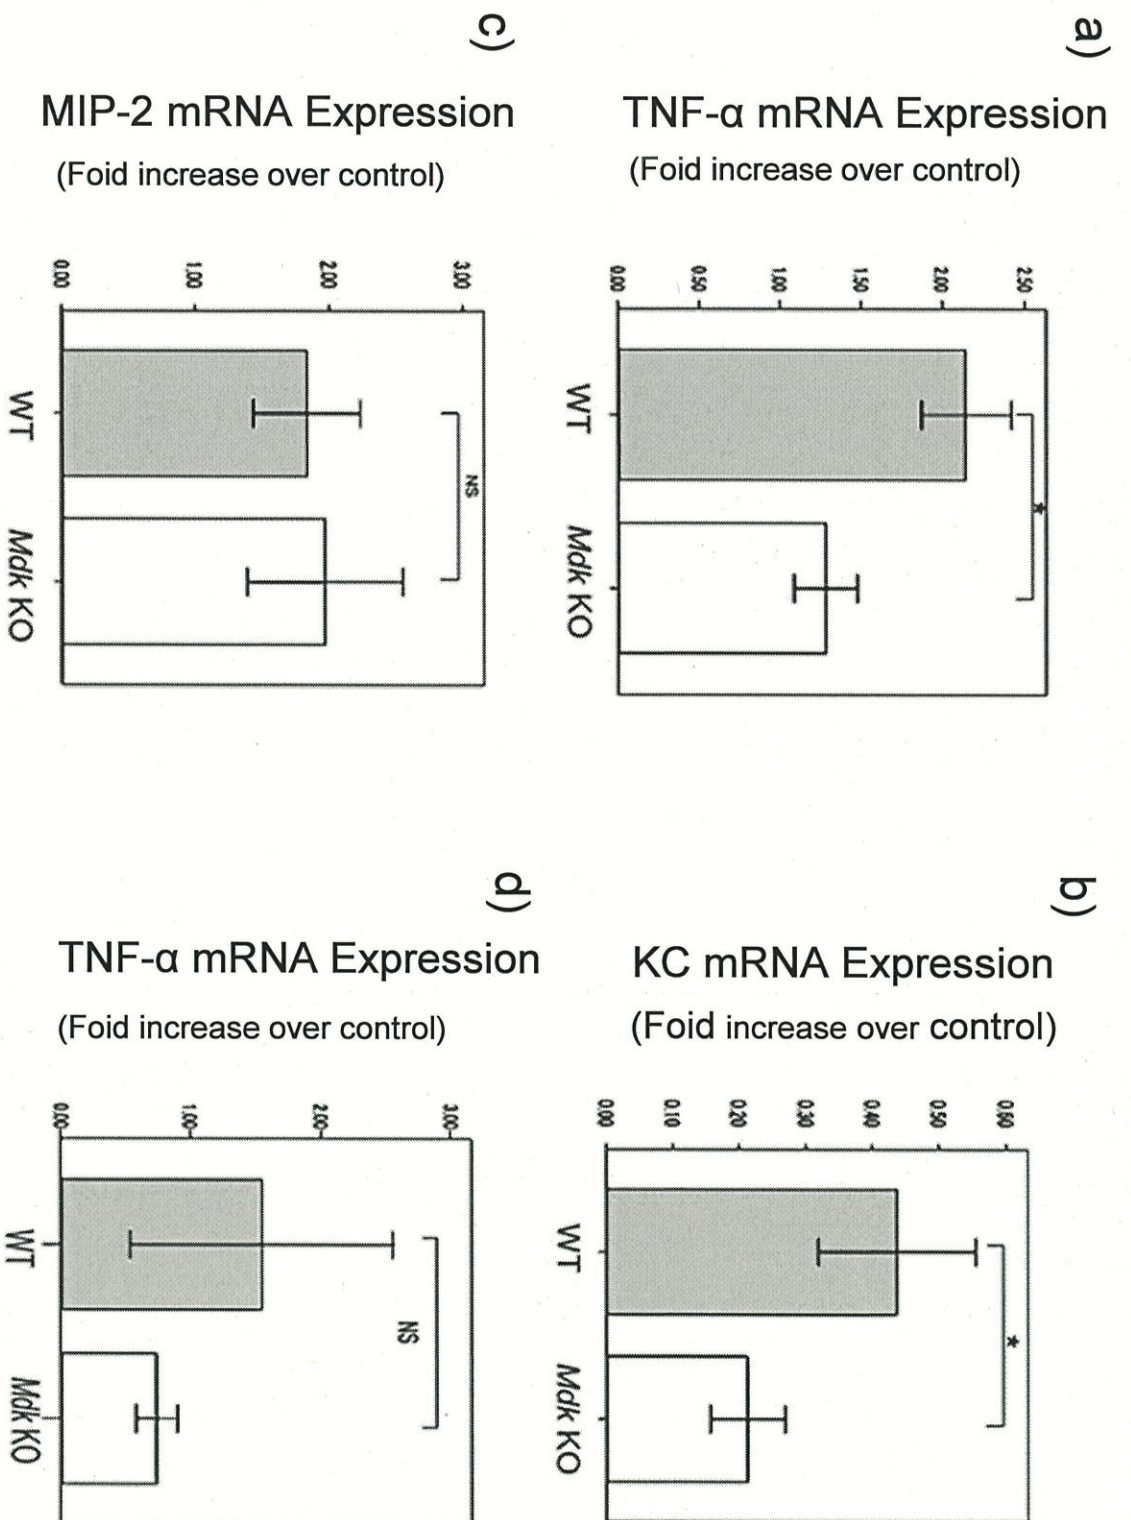 a)
TNF-α mRNA Expression
(Foid increase over control)
2.50
2.00
1.50
1.00
0.50
0.00
*
WT
Mdk KO
b)
KC mRNA Expression
(Foid increase over control)
0.60
0.50
0.40
0.30
0.20
0.10
0.00
*
WT
Mdk KO
c)
MIP-2 mRNA Expression
(Foid increase over control)
3.00
2.00
1.00
0.00
NS
WT
Mdk KO
d)
TNF-α mRNA Expression
(Foid increase over control)
3.00
2.00
1.00
0.00
NS
WT
Mdk KO